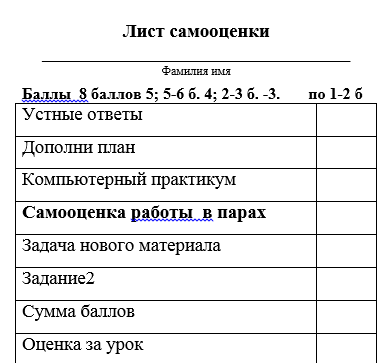 Лист самооценки
Фамилия имя
Баллы  8 баллов 5; 5-6 б. 4; 2-3 б. -3.       по 1-2 б
Устные ответы
Дополни план
Компьютерный практикум
Самооценка работы  в парах
Задача нового материала
Задание2
Сумма баллов
Оценка за урок